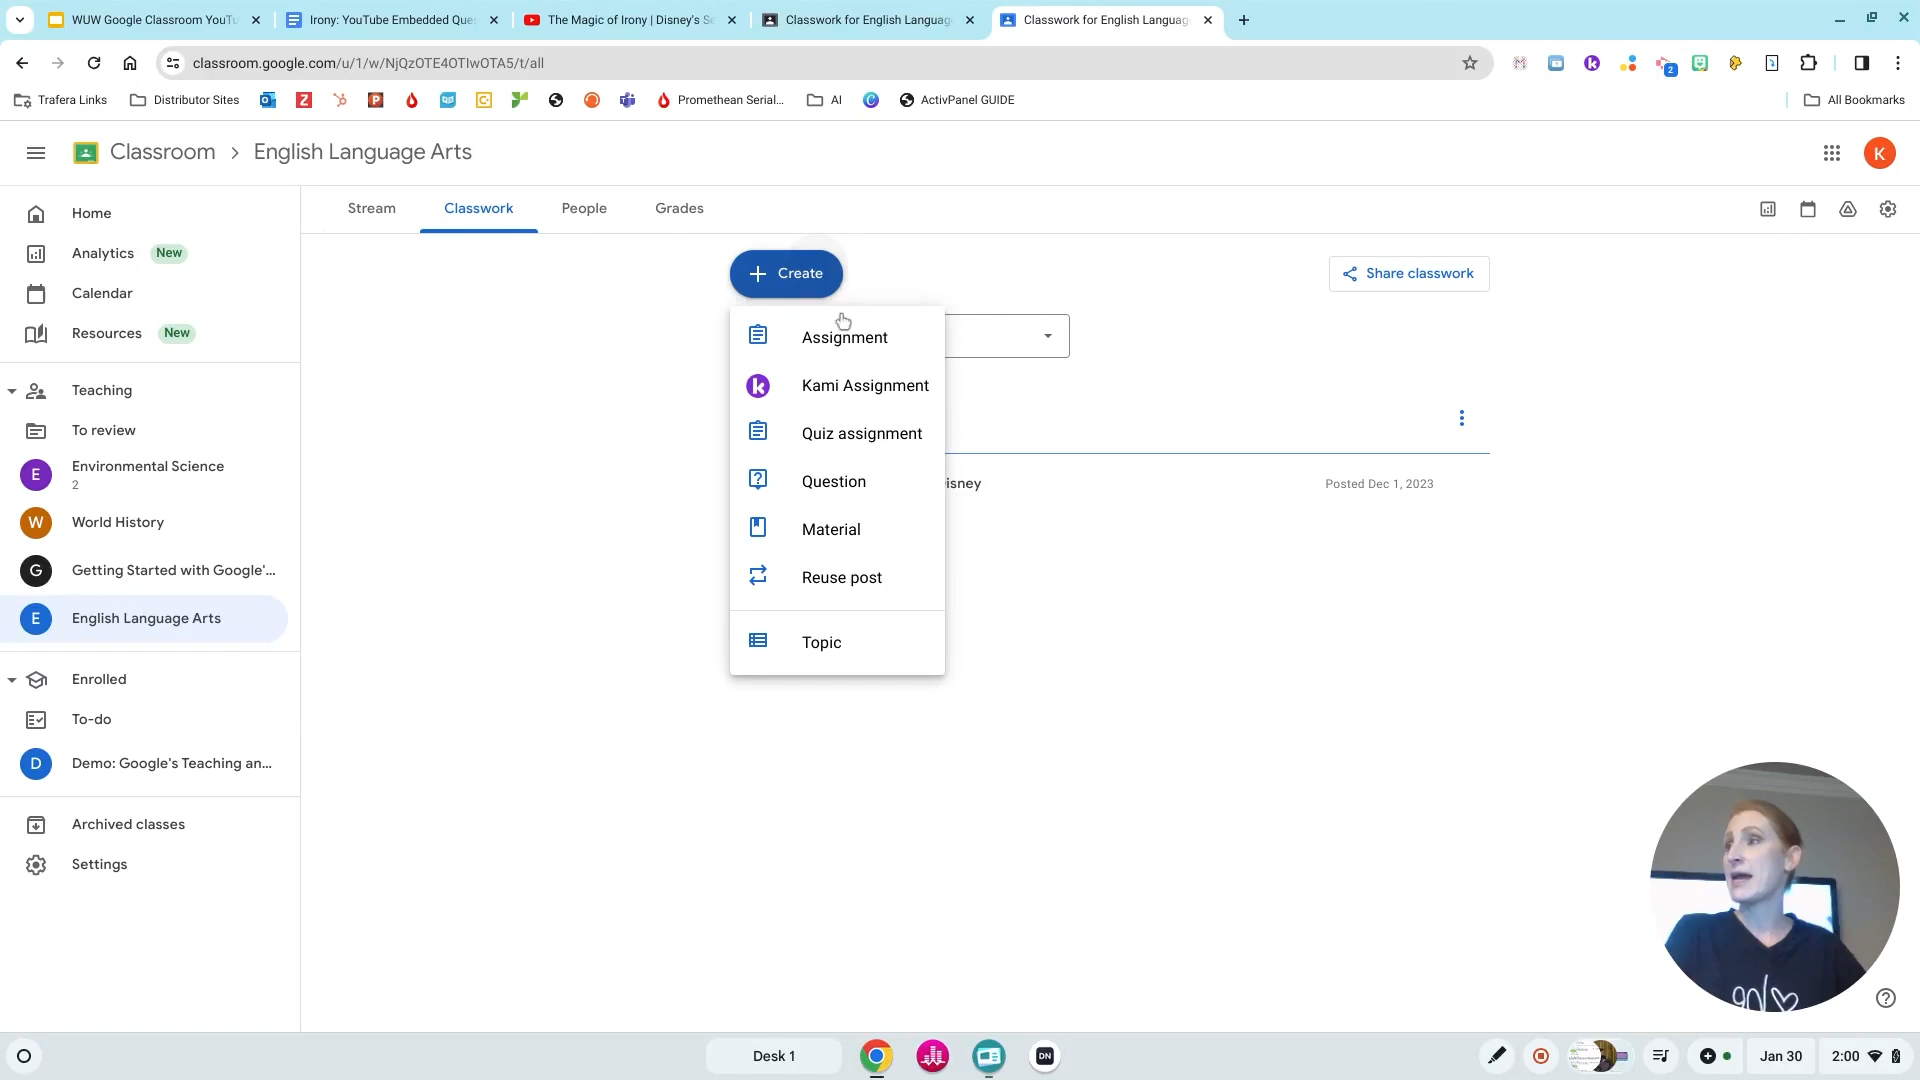 WUW Google Classroom YouTu
Irony: YouTube Embedded Que
The Magic of Irony | Disney's Se
Classwork for English Language
Classwork for English Languag
classroom.google.com/u/1/w/NjQzOTE4OTIwOTA5/t/all
2
Trafera Links
Distributor Sites
Promethean Serial...
AI
ActivPanel GUIDE
All Bookmarks
Classroom > English Language Arts
K
Home
Analytics New
Calendar
Resources New
Teaching
To review
E Environmental Science
2
W World History
G Getting Started with Google'...
E English Language Arts
Enrolled
To-do
D Demo: Google's Teaching an...
Archived classes
Settings
Stream
Classwork
People
Grades
+ Create
Share classwork
Assignment
Kami Assignment
Quiz assignment
Question
Material
Reuse post
Topic
isney
Posted Dec 1, 2023
Desk 1
DN
Jan 30
2:00